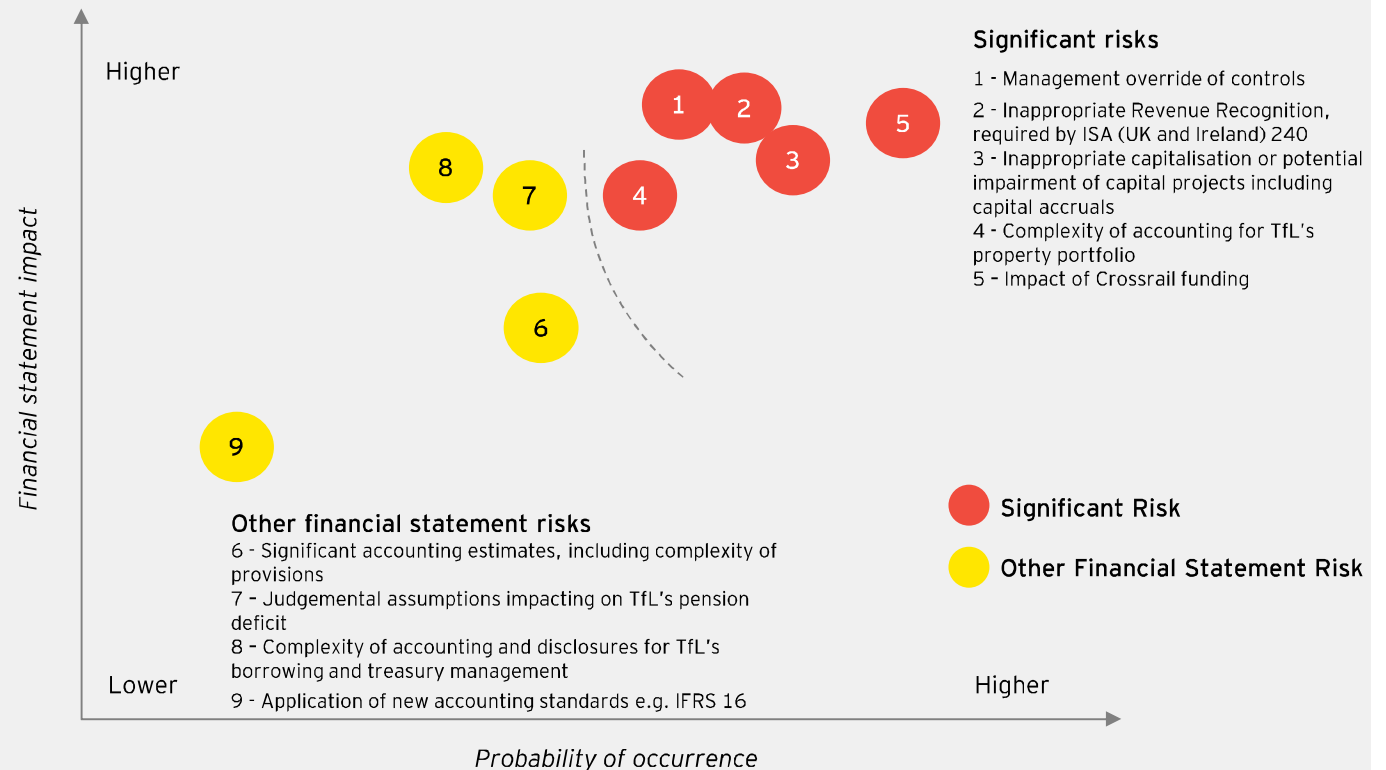 Significant risks
1 - Management override of controls
2 - Inappropriate Revenue Recognition,
required by ISA (UK and Ireland) 240
3 - Inappropriate capitalisation or potential
impairment of capital projects including
capital accruals
4 - Complexity of accounting for TfL's
property portfolio
5 – Impact of Crossrail funding
Higher
1
2
5
3
8
7
4
6
9
Financial statement impact
Significant Risk
Other Financial Statement Risk
Other financial statement risks
6 - Significant accounting estimates, including complexity of
provisions
7 – Judgemental assumptions impacting on TfL's pension
deficit
8 – Complexity of accounting and disclosures for TfL's
borrowing and treasury management
9 - Application of new accounting standards e.g. IFRS 16
Lower
Higher
Probability of occurrence